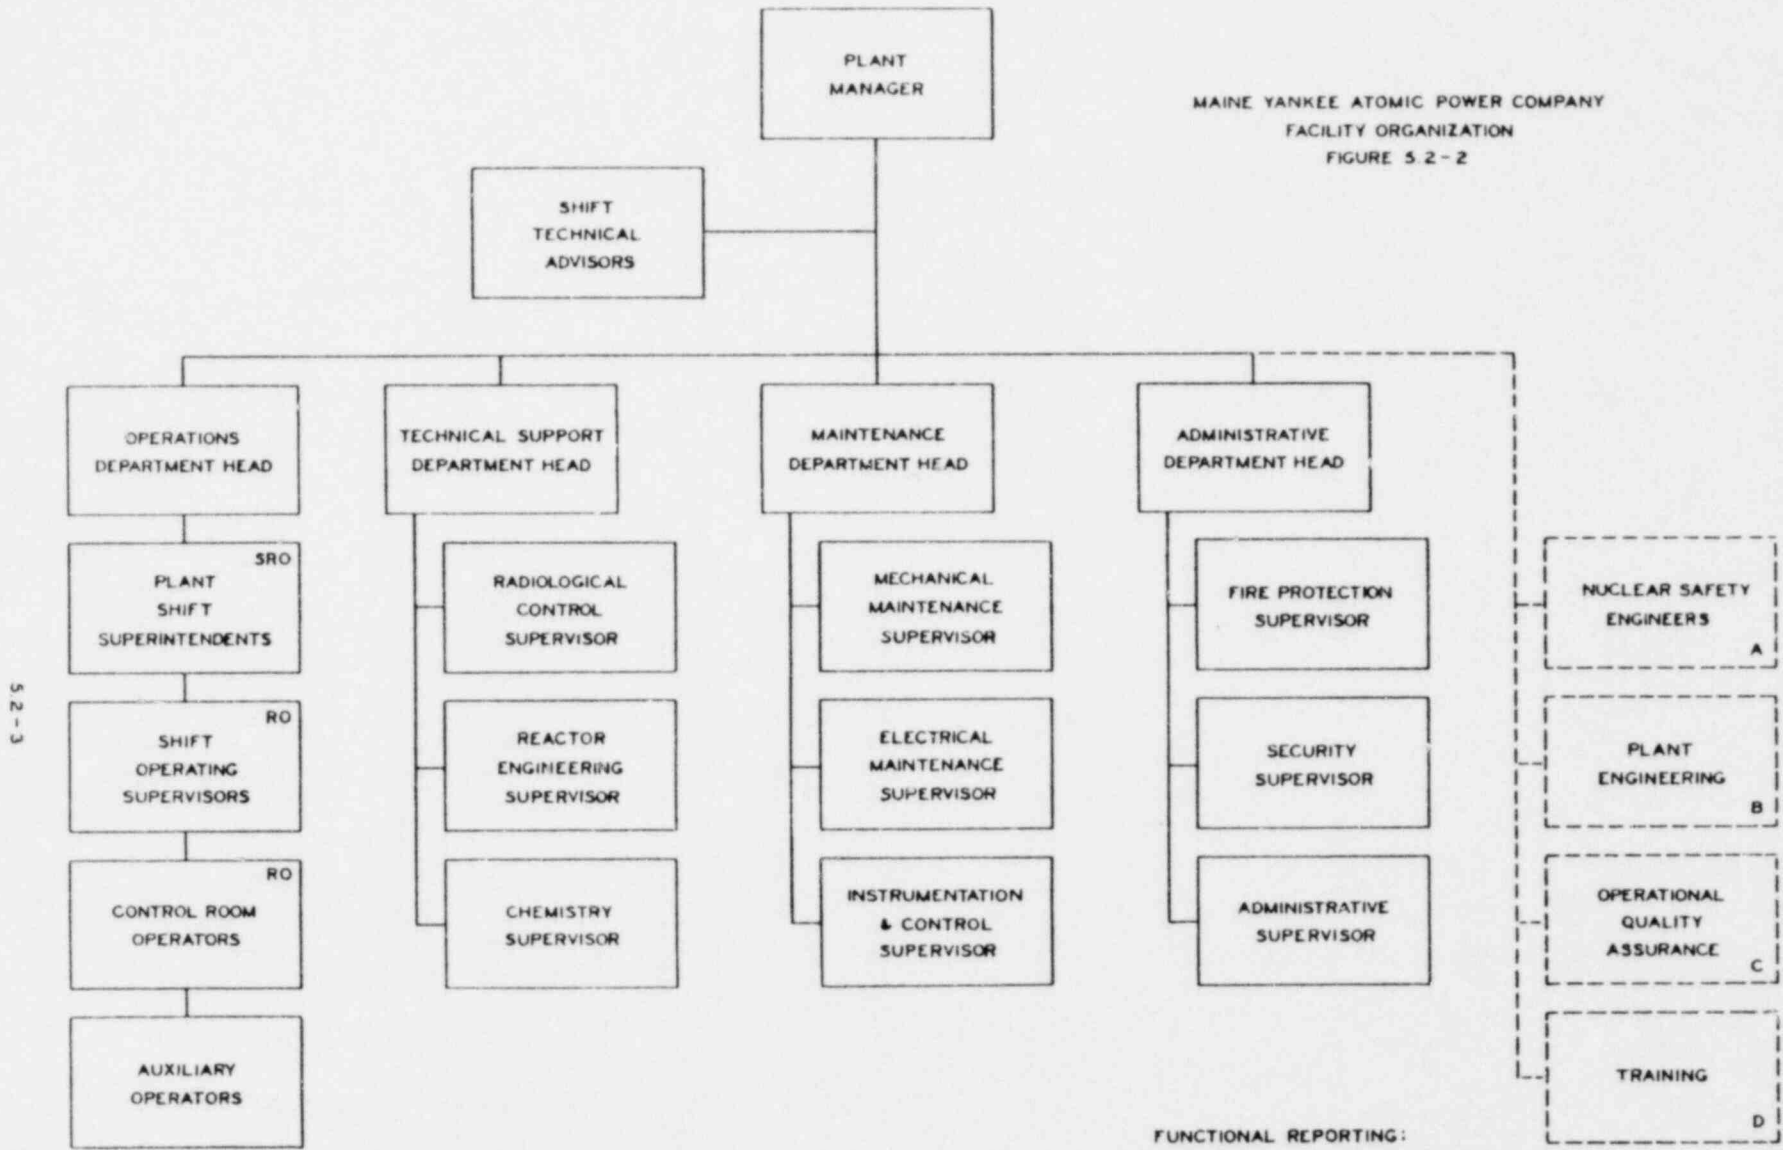 PLANT
MANAGER
MAINE YANKEE ATOMIC POWER COMPANY
FACILITY ORGANIZATION
FIGURE 5.2-2
SHIFT
TECHNICAL
ADVISORS
OPERATIONS
DEPARTMENT HEAD
TECHNICAL SUPPORT
DEPARTMENT HEAD
MAINTENANCE
DEPARTMENT HEAD
ADMINISTRATIVE
DEPARTMENT HEAD
SRO
PLANT
SHIFT
SUPERINTENDENTS
RADIOLOGICAL
CONTROL
SUPERVISOR
MECHANICAL
MAINTENANCE
SUPERVISOR
FIRE PROTECTION
SUPERVISOR
NUCLEAR SAFETY
ENGINEERS
A
RO
SHIFT
OPERATING
SUPERVISORS
REACTOR
ENGINEERING
SUPERVISOR
ELECTRICAL
MAINTENANCE
SUPERVISOR
SECURITY
SUPERVISOR
PLANT
ENGINEERING
B
RO
CONTROL ROOM
OPERATORS
CHEMISTRY
SUPERVISOR
INSTRUMENTATION
& CONTROL
SUPERVISOR
ADMINISTRATIVE
SUPERVISOR
OPERATIONAL
QUALITY
ASSURANCE
C
AUXILIARY
OPERATORS
TRAINING
D
FUNCTIONAL REPORTING:
5.2-3